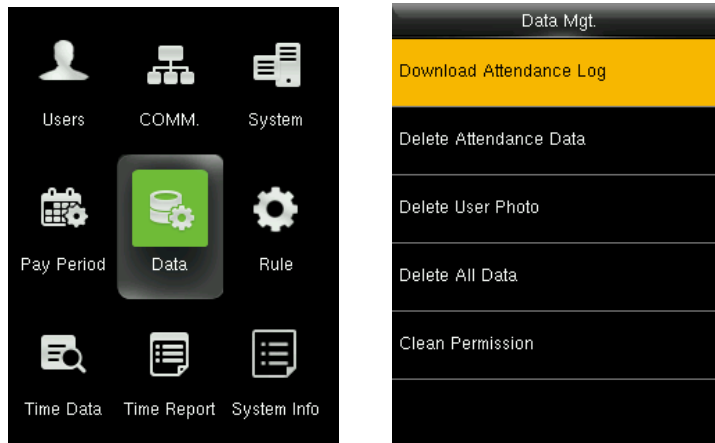 Users
COMM.
System
Pay Period
Data
Rule
Time Data
Time Report
System Info
Data Mgt.
Download Attendance Log
Delete Attendance Data
Delete User Photo
Delete All Data
Clean Permission